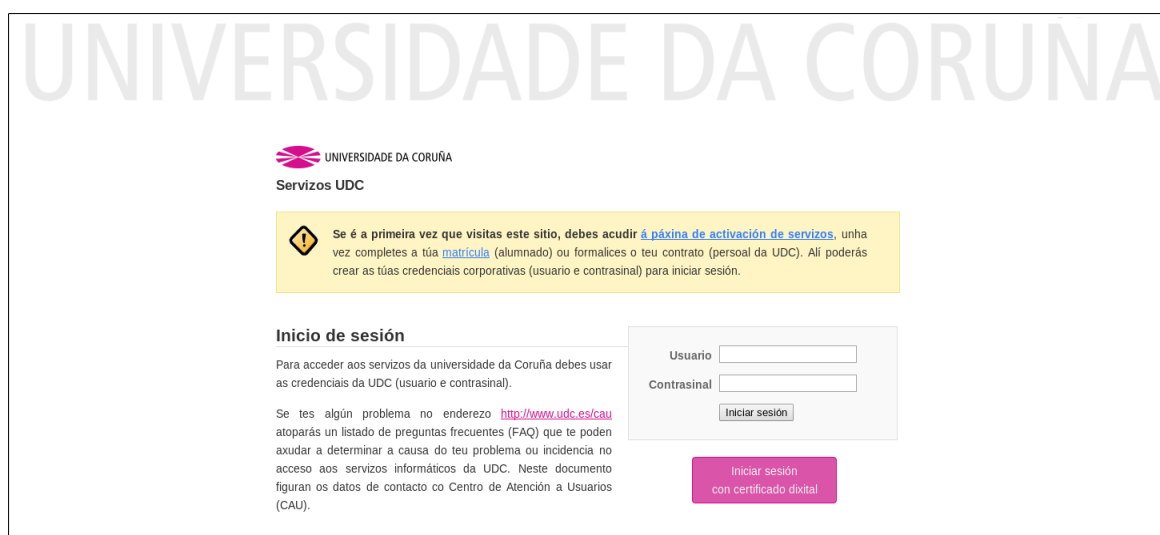 UNIVERSIDADE DA CORUÑA
UNIVERSIDADE DA CORUÑA
Servizos UDC
Se é a primeira vez que visitas este sitio, debes acudir á páxina de activación de servizos, unha
vez completes a túa matrícula (alumnado) ou formalices o teu contrato (persoal da UDC). Alí poderás
crear as túas credenciais corporativas (usuario e contrasinal) para iniciar sesión.
Inicio de sesión
Para acceder aos servizos da universidade da Coruña debes usar
as credenciais da UDC (usuario e contrasinal).
Se tes algún problema no enderezo http://www.udc.es/cau
atoparás un listado de preguntas frecuentes (FAQ) que te poden
axudar a determinar a causa do teu problema ou incidencia no
acceso aos servizos informáticos da UDC. Neste documento
figuran os datos de contacto co Centro de Atención a Usuarios
(CAU).
Usuario
Contrasinal
Iniciar sesión
Iniciar sesión
con certificado dixital